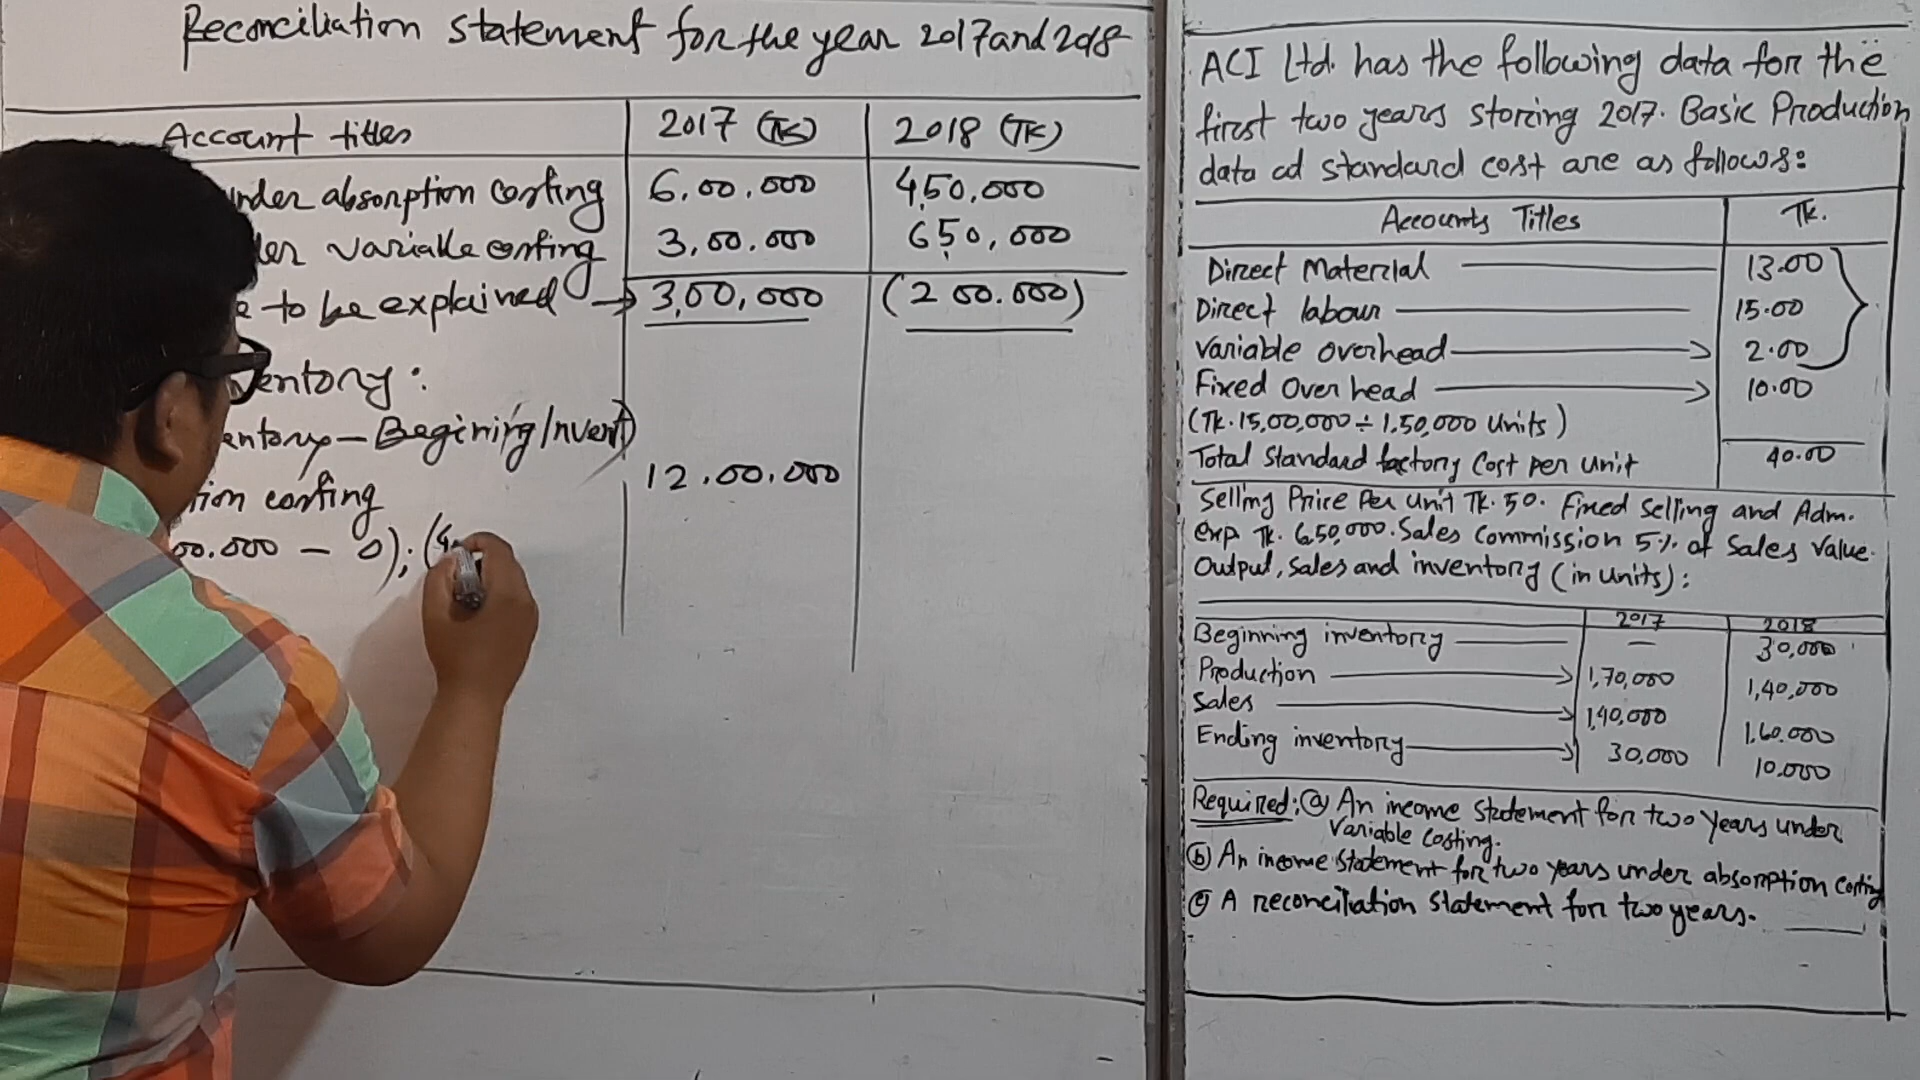 Reconciliation statement for the year 2017 and 2018
Account titles 2017 (TK) 2018 (TK)
under absorption costing 6,00,000 4,50,000
variable costing 3,00,000 650,000
to be explained → 3,00,000 (200.000)
ventory:
entory - Begining Invent)
tion costing 12,00,000
00.000 - 0); (4
ACI Ltd. has the following data for the
first two years storing 2017. Basic Production
data ad standard cost are as follows:
Accounts Titles Tk.
Direct Material 13.00
Direct labour 15.00
Variable overhead → 2.00
Fixed Over head → 10.00
(Tk. 15,00,000 ÷ 1,50,000 Units)
Total Standard factory Cost per unit 40.00
Selling Price Per unit Tk. 50. Fixed Selling and Adm.
exp. Tk. 6,50,000. Sales Commission 5% of Sales Value.
Output, Sales and inventory (in units):
2017 2018
Beginning inventory — 30,000
Production → 1,70,000 1,40,000
Sales → 1,40,000 1,60,000
Ending inventory → 30,000 10,000
Required: (a) An income statement for two years under
Variable costing.
(b) An income statement for two years under absorption costing
(c) A reconciliation statement for two years.